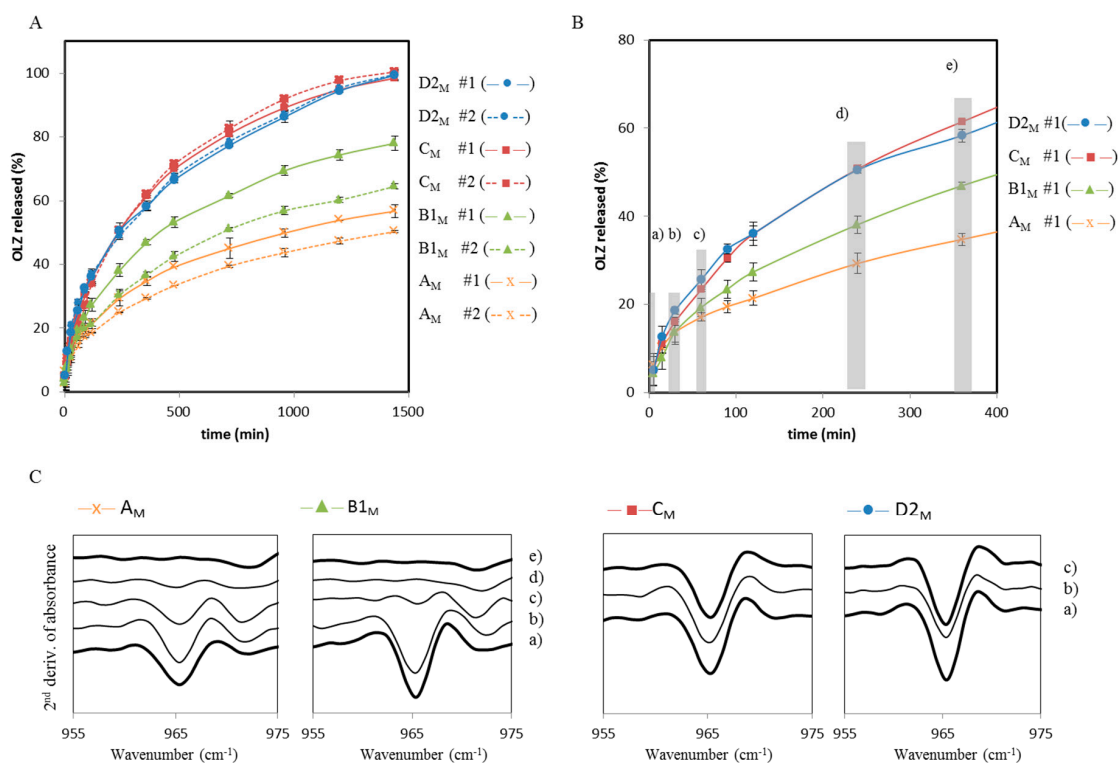 A
OLZ released (%)
100
80
60
40
20
0
0 500 1000 1500
time (min)
D2M #1 (—●—)
D2M #2 (--●--)
CM #1 (—■—)
CM #2 (--■--)
B1M #1 (—▲—)
B1M #2 (--▲--)
AM #1 (— x —)
AM #2 (-- x --)
B
OLZ released (%)
80
60
40
20
0
0 100 200 300 400
time (min)
a) b) c) d) e)
D2M #1(—●—)
CM #1 (—■—)
B1M #1 (—▲—)
AM #1 (— x —)
C
2nd deriv. of absorbance
AM
e)
d)
c)
b)
a)
955 965 975
Wavenumber (cm-1)
B1M
955 965 975
Wavenumber (cm-1)
CM
955 965 975
Wavenumber (cm-1)
D2M
c)
b)
a)
955 965 975
Wavenumber (cm-1)